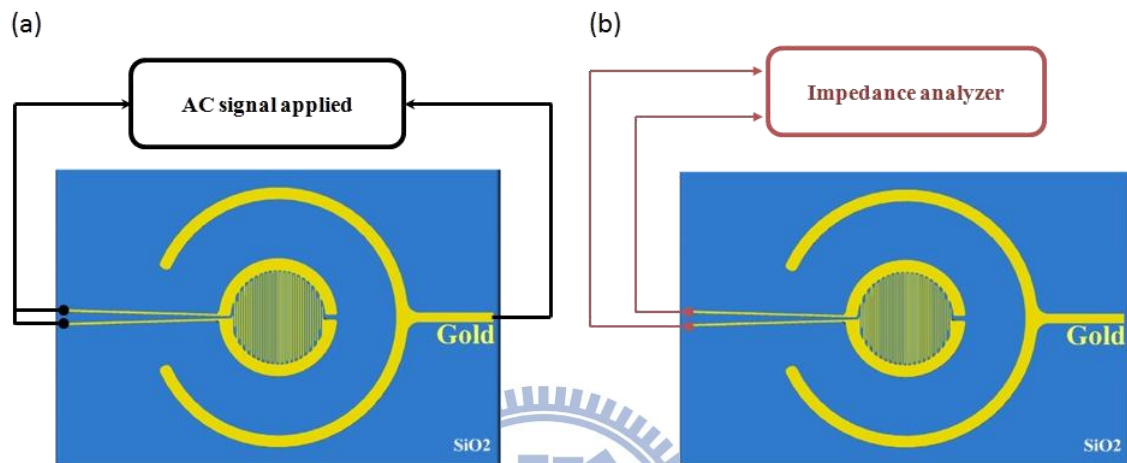 (a)
AC signal applied
Gold
SiO2
(b)
Impedance analyzer
Gold
SiO2